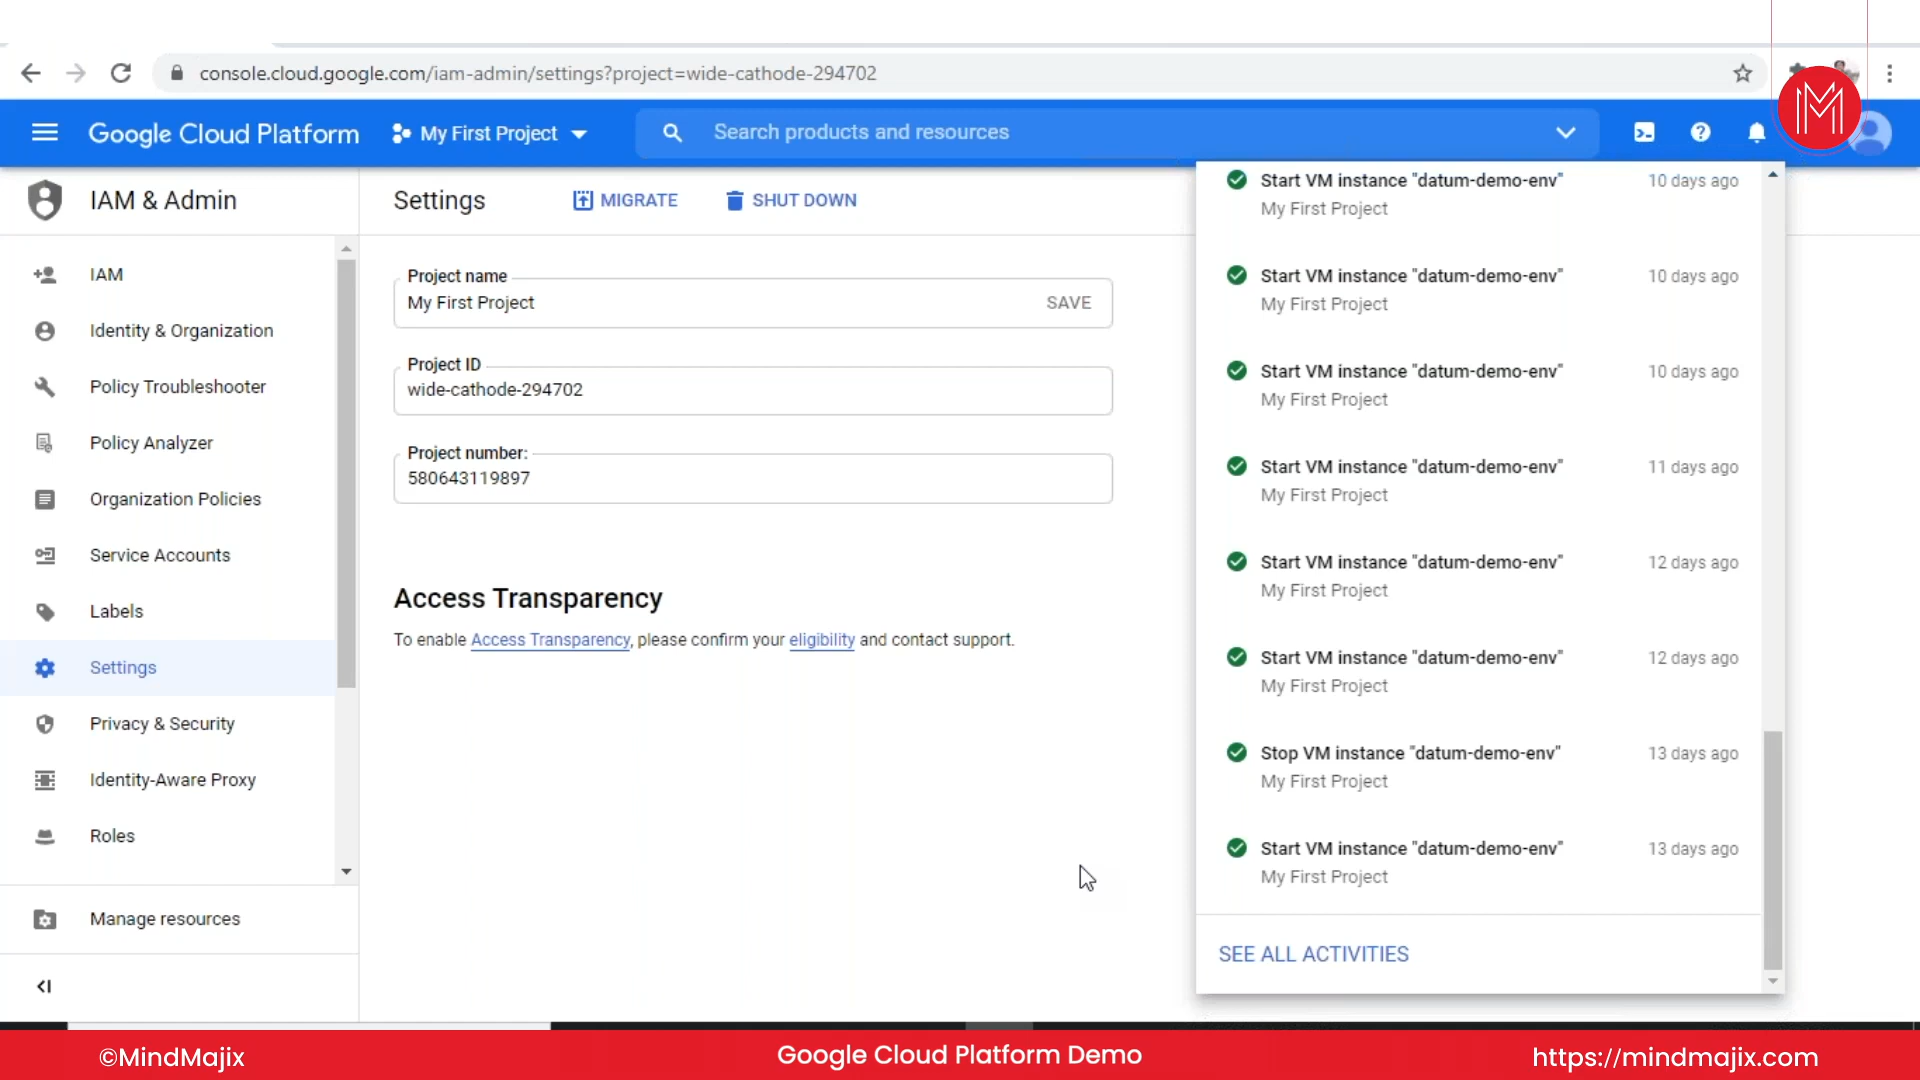 console.cloud.google.com/iam-admin/settings?project=wide-cathode-294702
Google Cloud Platform
My First Project
Search products and resources
IAM & Admin
IAM
Identity & Organization
Policy Troubleshooter
Policy Analyzer
Organization Policies
Service Accounts
Labels
Settings
Privacy & Security
Identity-Aware Proxy
Roles
Manage resources
Settings
MIGRATE
SHUT DOWN
Project name
My First Project
SAVE
Project ID
wide-cathode-294702
Project number:
580643119897
Access Transparency
To enable Access Transparency, please confirm your eligibility and contact support.
Start VM instance "datum-demo-env" 10 days ago
My First Project
Start VM instance "datum-demo-env" 10 days ago
My First Project
Start VM instance "datum-demo-env" 10 days ago
My First Project
Start VM instance "datum-demo-env" 11 days ago
My First Project
Start VM instance "datum-demo-env" 12 days ago
My First Project
Start VM instance "datum-demo-env" 12 days ago
My First Project
Stop VM instance "datum-demo-env" 13 days ago
My First Project
Start VM instance "datum-demo-env" 13 days ago
My First Project
SEE ALL ACTIVITIES
©MindMajix
Google Cloud Platform Demo
https://mindmajix.com